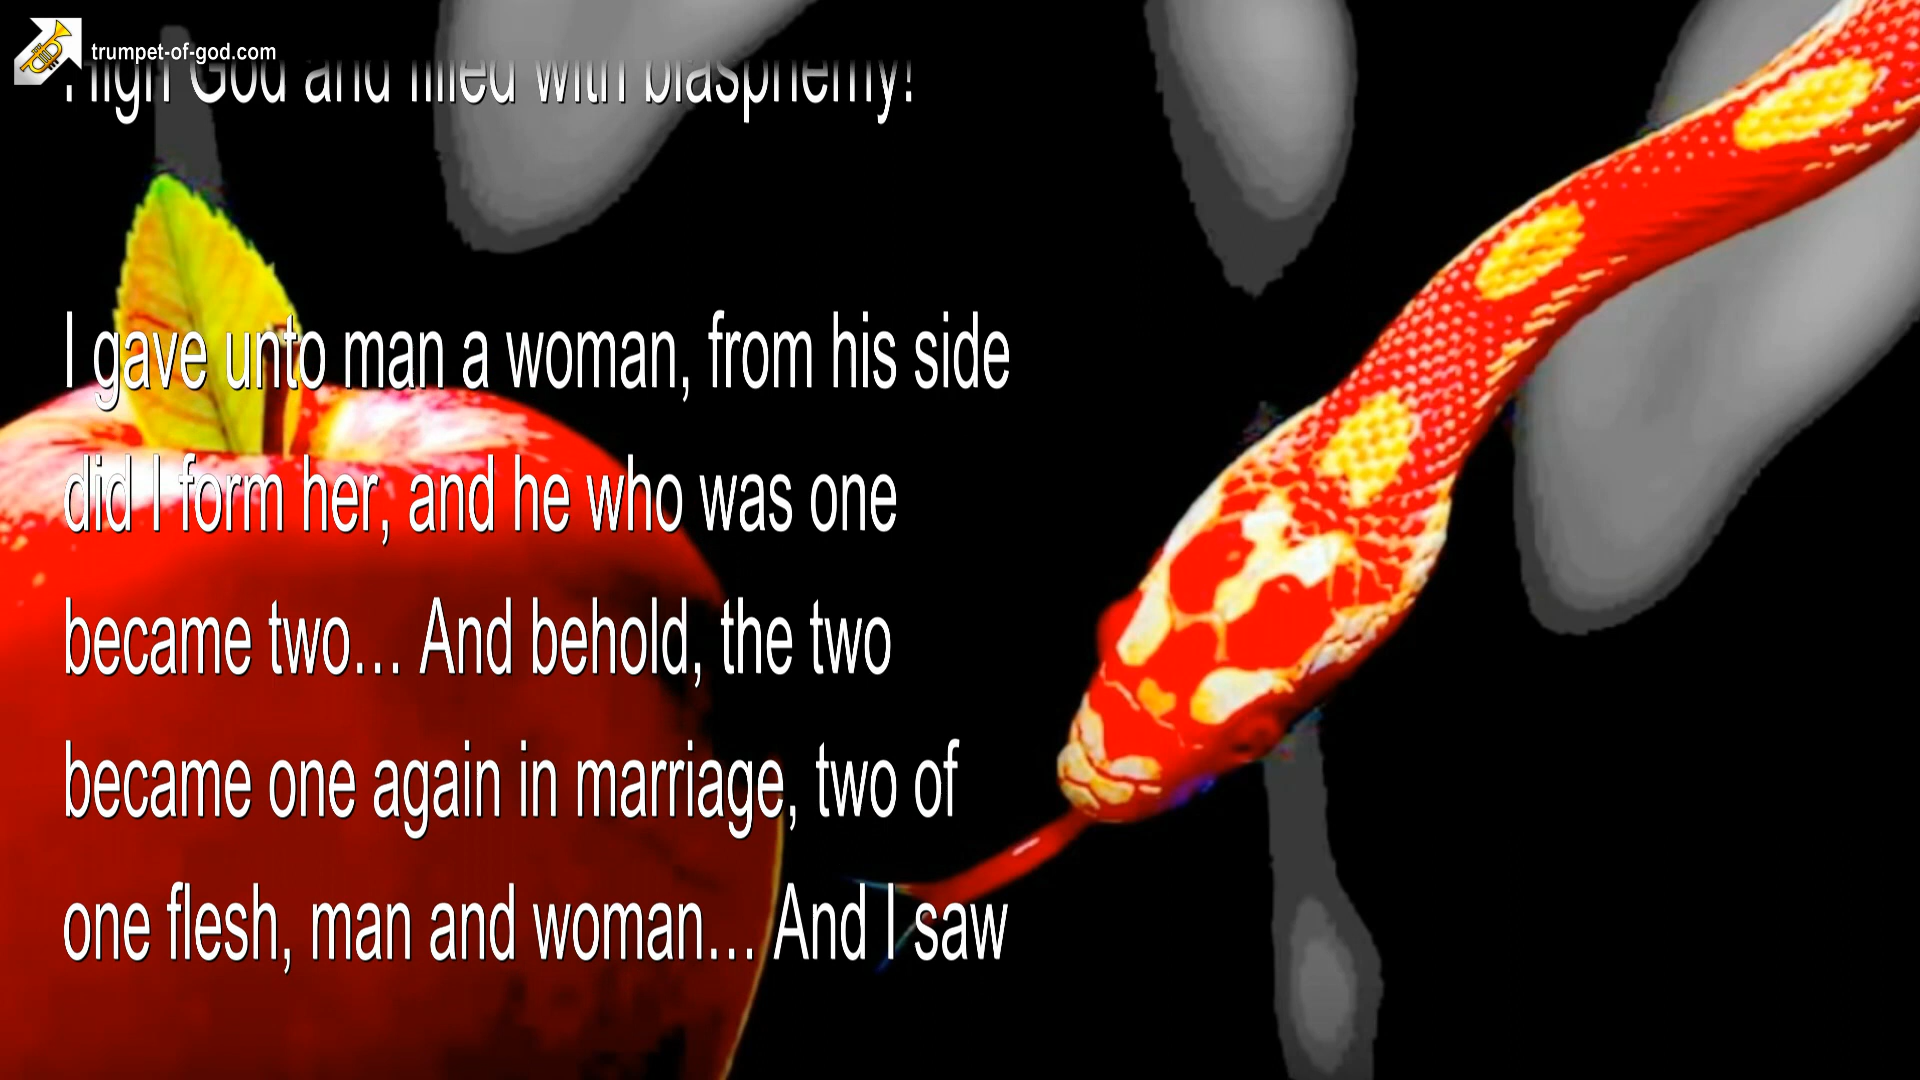 trumpet-of-god.com
High God and filled with blasphemy!
I gave unto man a woman, from his side
did I form her, and he who was one
became two… And behold, the two
became one again in marriage, two of
one flesh, man and woman… And I saw